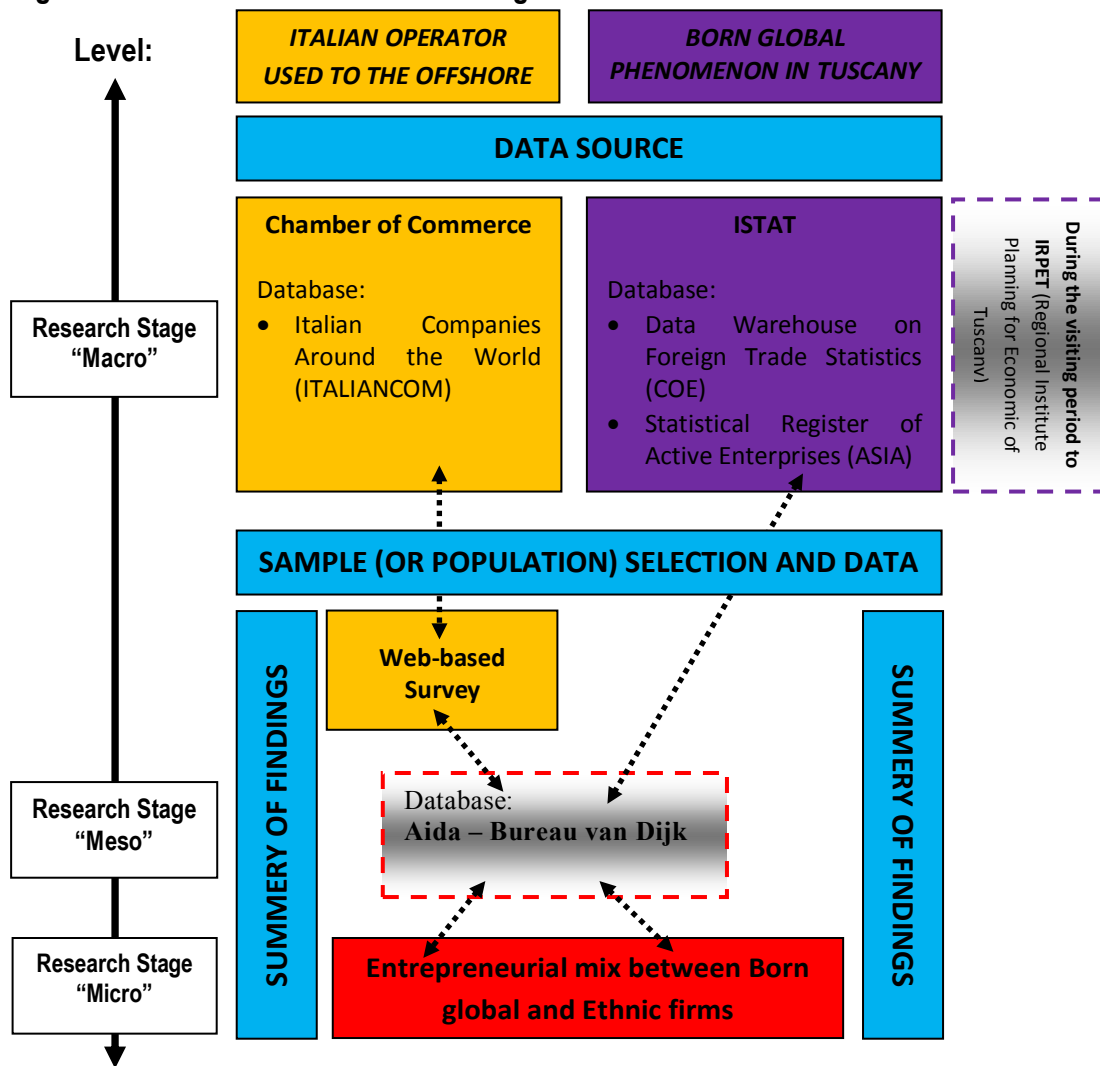 Level:
ITALIAN OPERATOR
USED TO THE OFFSHORE
BORN GLOBAL
PHENOMENON IN TUSCANY
DATA SOURCE
Chamber of Commerce
Database:
• Italian Companies
Around the World
(ITALIANCOM)
ISTAT
Database:
• Data Warehouse on
Foreign Trade Statistics
(COE)
• Statistical Register of
Active Enterprises (ASIA)
During the visiting period to
IRPET (Regional Institute
Planning for Economic of
Tuscany)
Research Stage
“Macro”
SAMPLE (OR POPULATION) SELECTION AND DATA
SUMMERY OF FINDINGS
Web-based
Survey
SUMMERY OF FINDINGS
Research Stage
“Meso”
Database:
Aida – Bureau van Dijk
Research Stage
“Micro”
Entrepreneurial mix between Born
global and Ethnic firms